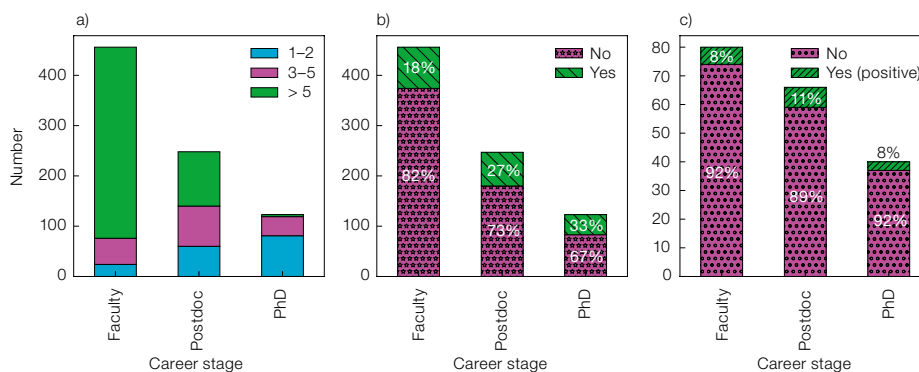 a)
1–2
3–5
> 5
Number
400
300
200
100
0
Faculty
Postdoc
PhD
Career stage
b)
No
Yes
400
300
200
100
0
18%
82%
27%
73%
33%
67%
Faculty
Postdoc
PhD
Career stage
c)
No
Yes (positive)
80
70
60
50
40
30
20
10
0
8%
92%
11%
89%
8%
92%
Faculty
Postdoc
PhD
Career stage